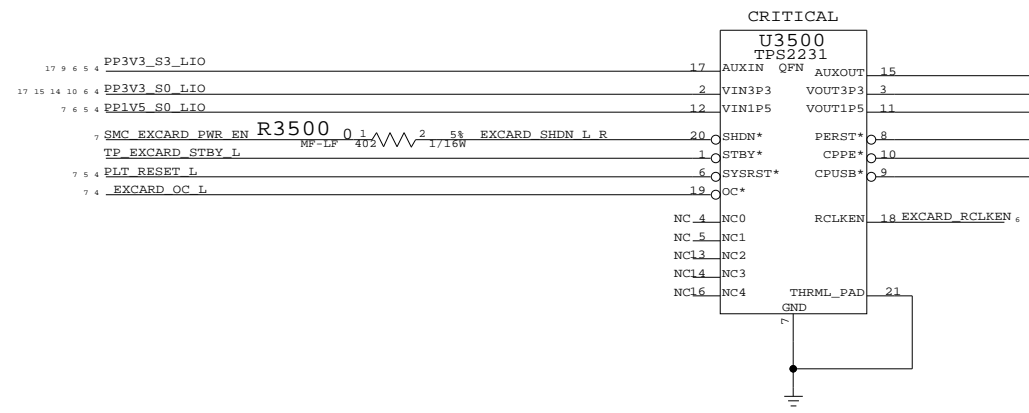 CRITICAL
U3500
TPS2231
17 9 6 5 4 PP3V3_S3_LIO 17 AUXIN QFN AUXOUT 15
17 15 14 10 6 4 PP3V3_S0_LIO 2 VIN3P3 VOUT3P3 3
7 6 5 4 PP1V5_S0_LIO 12 VIN1P5 VOUT1P5 11
7 SMC_EXCARD_PWR_EN R3500 0 1 2 5% EXCARD_SHDN_L_R 20 SHDN* PERST* 8
MF-LF 402 1/16W
TP_EXCARD_STBY_L 1 STBY* CPPE* 10
7 5 4 PLT_RESET_L 6 SYSRST* CPUSB* 9
7 4 EXCARD_OC_L 19 OC*
NC 4 NC0 RCLKEN 18 EXCARD_RCLKEN 6
NC 5 NC1
NC 13 NC2
NC 14 NC3
NC 16 NC4 THRML_PAD 21
GND
7